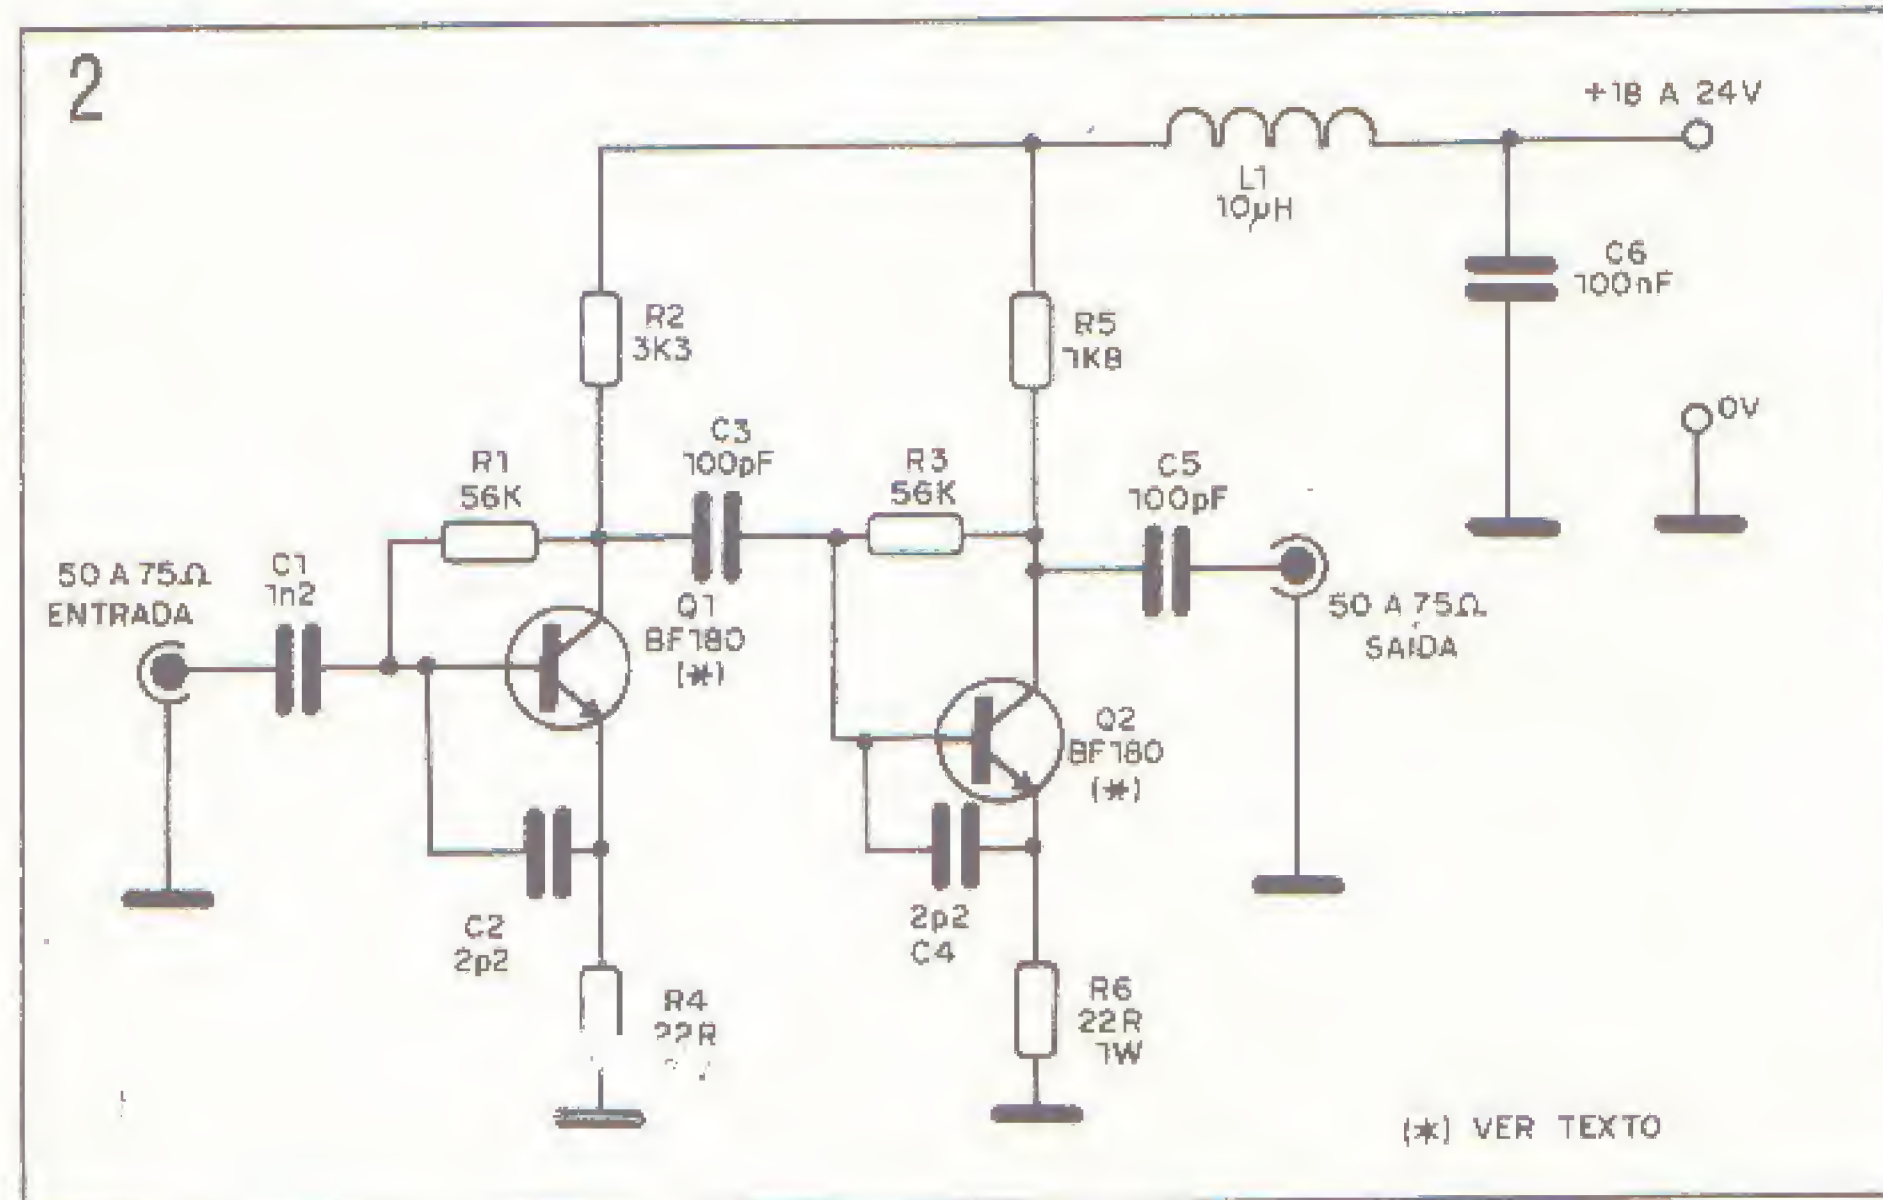 2
+18 A 24V
L1
10µH
C6
100nF
R2
3K3
R5
1K8
0V
C3
100pF
R1
56K
R3
56K
C5
100pF
50 A 75Ω
ENTRADA
C1
1n2
Q1
BF180
(*)
50 A 75Ω
SAÍDA
Q2
BF180
(*)
C2
2p2
2p2
C4
R4
22R
R6
22R
1W
(*) VER TEXTO